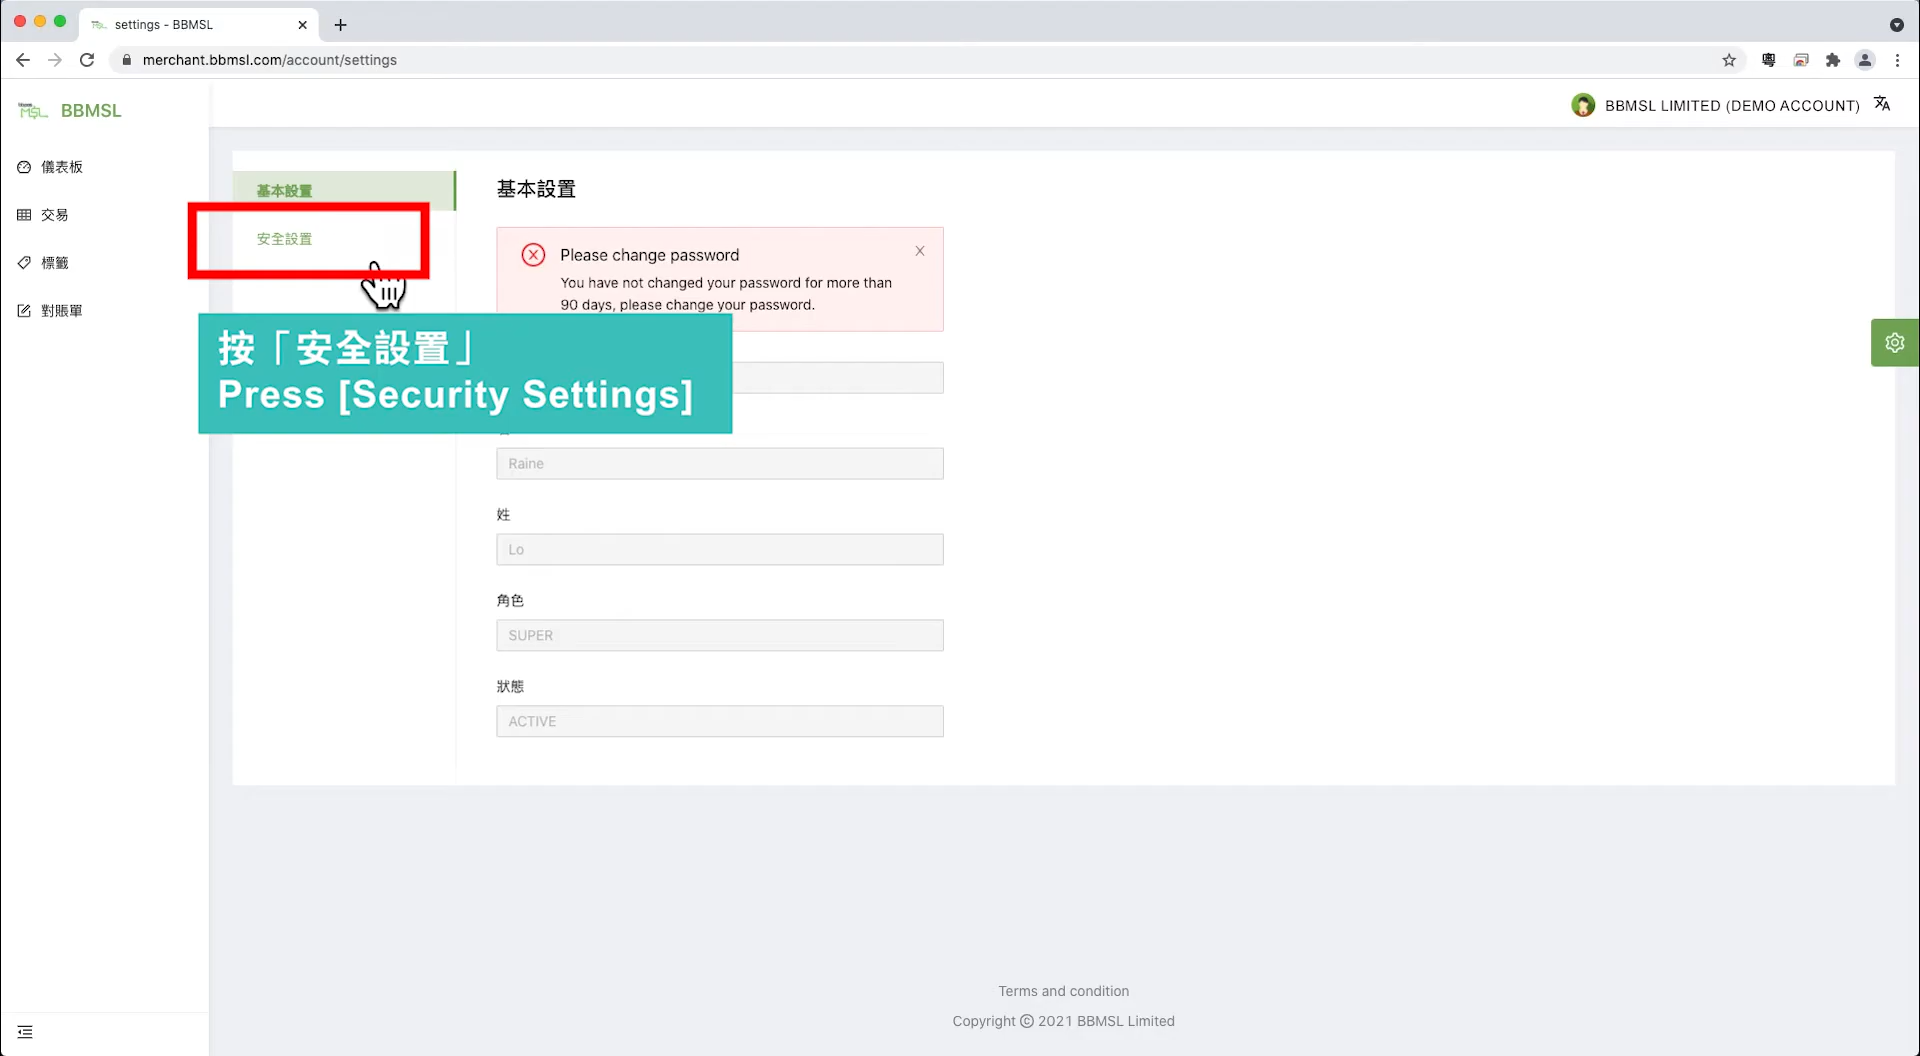 settings - BBMSL
merchant.bbmsl.com/account/settings
粵
BBMSL
BBMSL LIMITED (DEMO ACCOUNT)
儀表板
交易
標籤
對賬單
基本設置
安全設置
基本設置
Please change password
You have not changed your password for more than
90 days, please change your password.
按「安全設置」
Press [Security Settings]
Raine
姓
Lo
角色
SUPER
狀態
ACTIVE
Terms and condition
Copyright © 2021 BBMSL Limited